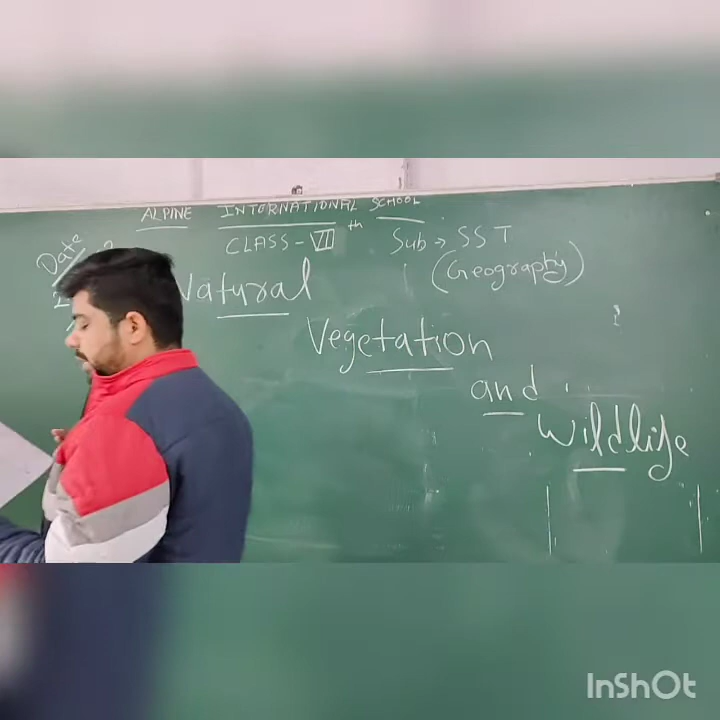 ALPINE INTERNATIONAL SCHOOL
CLASS - VII th Sub → SST
(Geography)
Date
Natural
Vegetation
and
Wildlife
InShOt